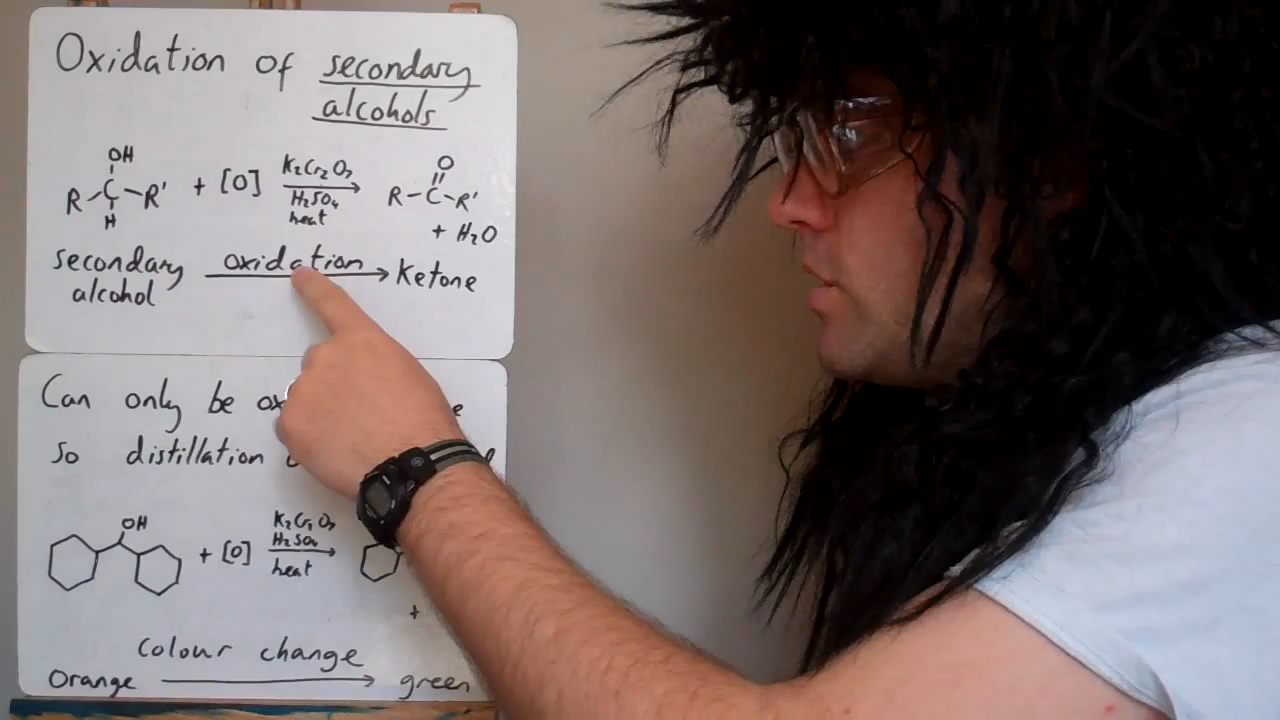 Oxidation of secondary
alcohols
OH
R-C-R' + [O] K₂Cr₂O₇ H₂SO₄ heat → R-C-R'
H
O
+ H₂O
secondary alcohol oxidation → Ketone
Can only be
so distillation
OH
+ [O] K₂Cr₂O₇ H₂SO₄ heat →
+
Colour change
Orange → green